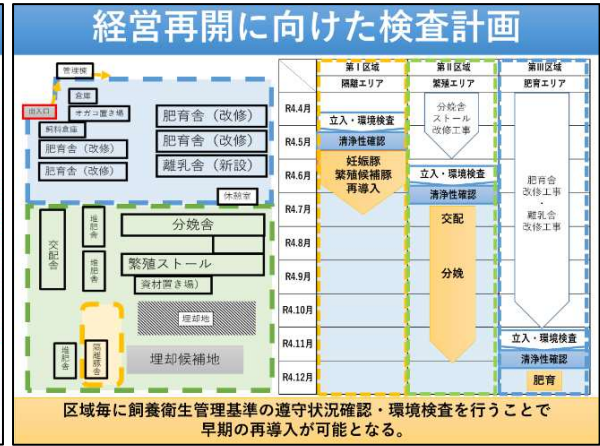 経営再開に向けた検査計画
管理棟
倉庫
出入口
オガコ置き場
飼料倉庫
肥育舎（改修）
肥育舎（改修）
肥育舎（改修）
肥育舎（改修）
離乳舎（新設）
休憩室
交配舎
堆肥舎
分娩舎
堆肥舎
繁殖ストール
資材置き場）
埋却地
堆肥舎
隔離豚舎
埋却候補地
第Ⅰ区域
隔離エリア
第Ⅱ区域
繁殖エリア
第Ⅲ区域
肥育エリア
R4.4月
R4.5月
R4.6月
R4.7月
R4.8月
R4.9月
R4.10月
R4.11月
R4.12月
立入・環境検査
清浄性確認
妊娠豚
繁殖候補豚
再導入
分娩舎
ストール
改修工事
立入・環境検査
清浄性確認
交配
分娩
肥育舎
改修工事
・
離乳舎
改修工事
立入・環境検査
清浄性確認
肥育
区域毎に飼養衛生管理基準の遵守状況確認・環境検査を行うことで
早期の再導入が可能となる。